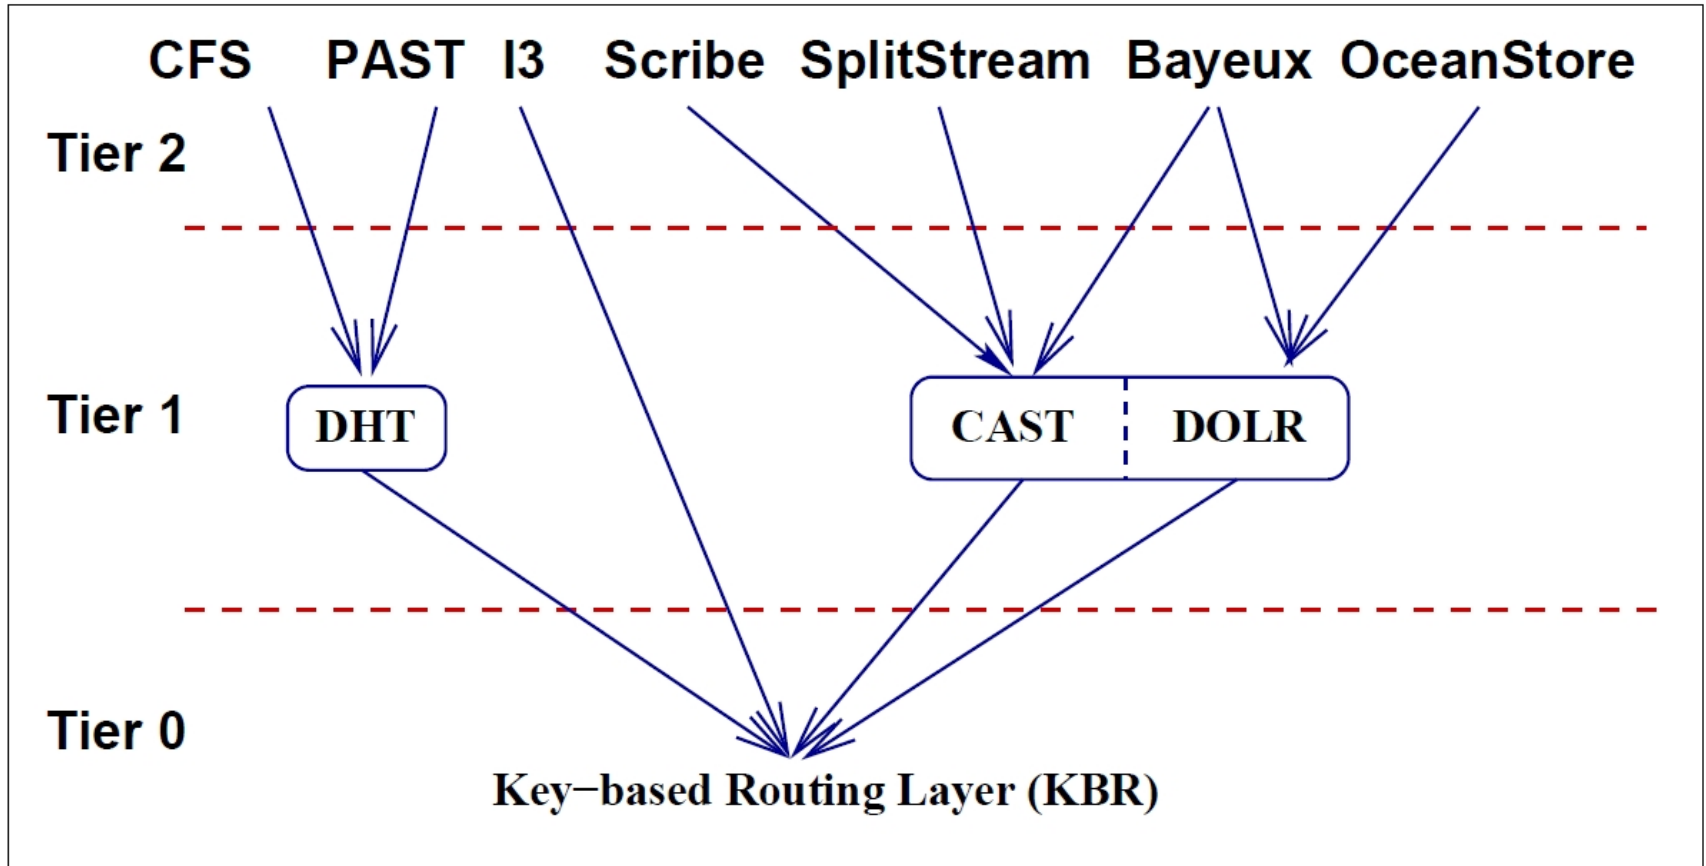 CFS PAST I3 Scribe SplitStream Bayeux OceanStore
Tier 2
Tier 1
DHT CAST DOLR
Tier 0
Key−based Routing Layer (KBR)